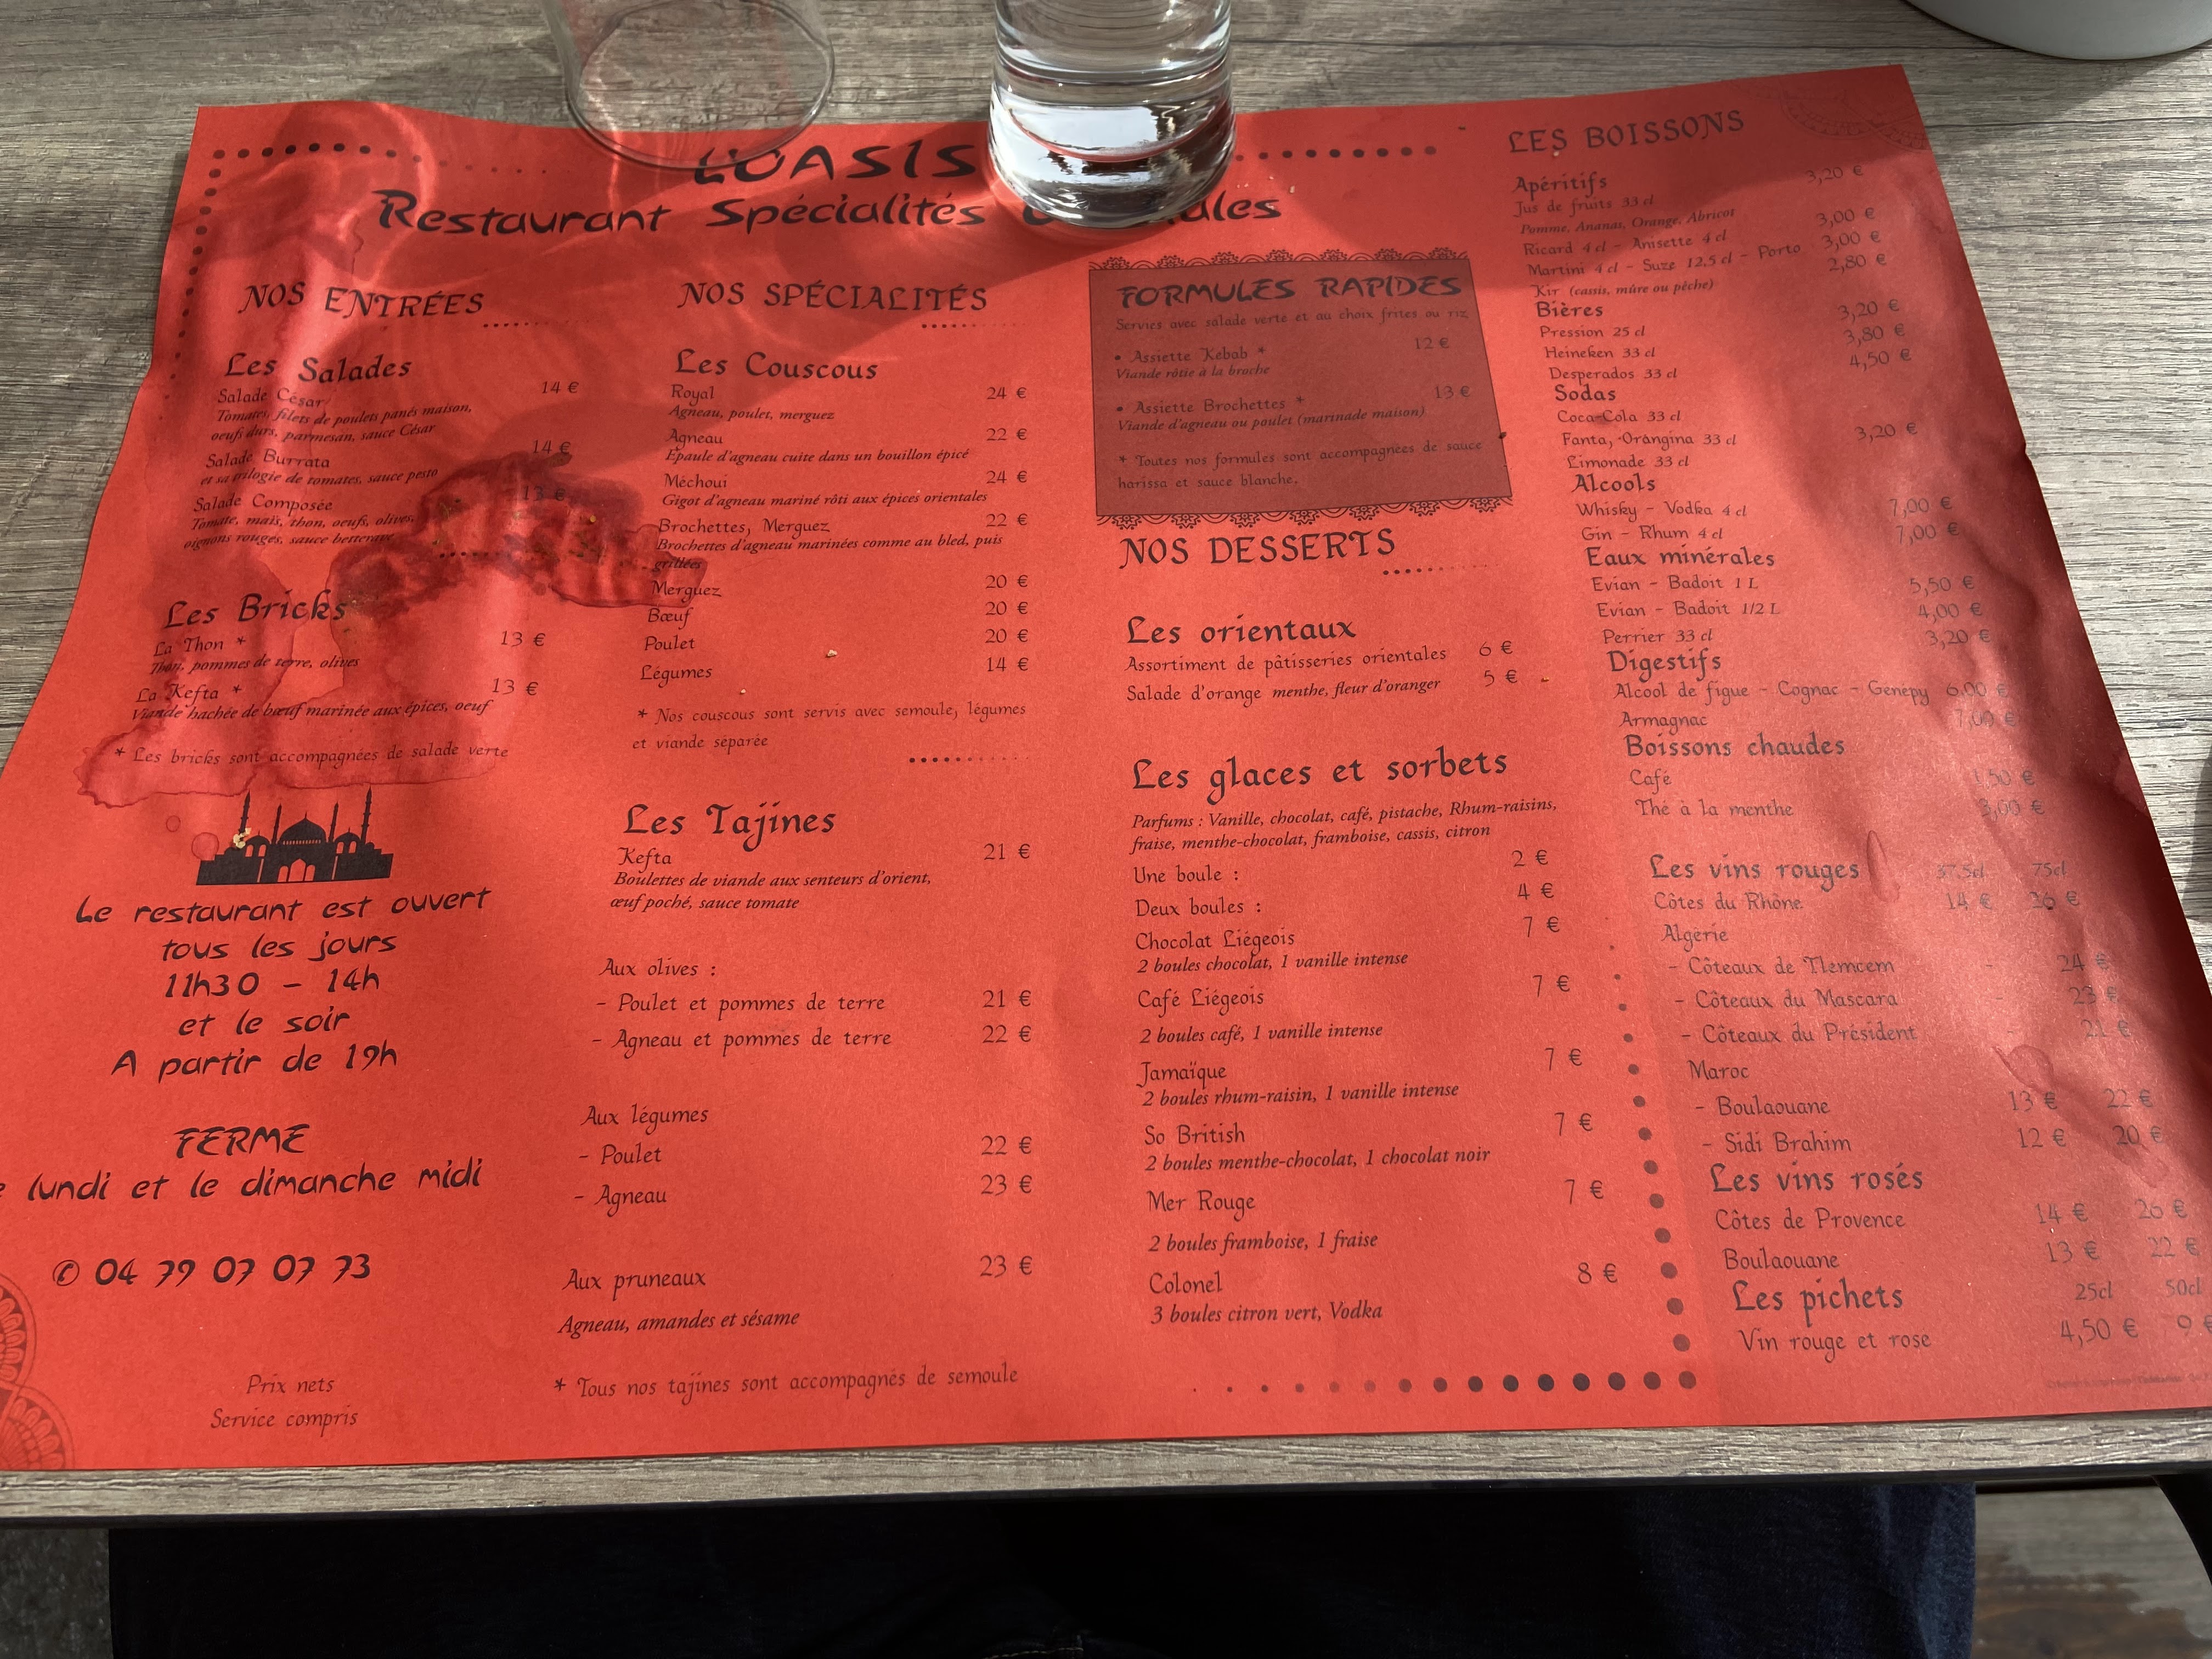 L'OASIS
Restaurant Spécialités
NOS ENTRÉES
Les Salades
Salade César 14 €
Tomates, filets de poulets panés maison,
oeufs durs, parmesan, sauce César
Salade Burrata 14 €
et sa trilogie de tomates, sauce pesto
Salade Composée 13 €
Tomate, maïs, thon, oeufs, olives,
oignons rouges, sauce betterave
Les Bricks
La Thon * 13 €
Thon, pommes de terre, olives
La Kefta * 13 €
Viande hachée de bœuf marinée aux épices, oeuf
* Les bricks sont accompagnées de salade verte
Le restaurant est ouvert
tous les jours
11h30 - 14h
et le soir
A partir de 19h
FERME
lundi et le dimanche midi
✆ 04 79 07 07 73
Prix nets
Service compris
NOS SPÉCIALITÉS
Les Couscous
Royal 24 €
Agneau, poulet, merguez
Agneau 22 €
Epaule d'agneau cuite dans un bouillon épicé
Méchoui 24 €
Gigot d'agneau mariné rôti aux épices orientales
Brochettes, Merguez 22 €
Brochettes d'agneau marinées comme au bled, puis
grillées
Merguez 20 €
Bœuf 20 €
Poulet 20 €
Légumes 14 €
* Nos couscous sont servis avec semoule, légumes
et viande séparée
Les Tajines
Kefta 21 €
Boulettes de viande aux senteurs d'orient,
œuf poché, sauce tomate
Aux olives :
- Poulet et pommes de terre 21 €
- Agneau et pommes de terre 22 €
Aux légumes
- Poulet 22 €
- Agneau 23 €
Aux pruneaux 23 €
Agneau, amandes et sésame
* Tous nos tajines sont accompagnés de semoule
FORMULES RAPIDES
Servies avec salade verte et au choix frites ou riz
• Assiette Kebab * 12 €
Viande rôtie à la broche
• Assiette Brochettes * 13 €
Viande d'agneau ou poulet (marinade maison)
* Toutes nos formules sont accompagnées de sauce
harissa et sauce blanche.
NOS DESSERTS
Les orientaux
Assortiment de pâtisseries orientales 6 €
Salade d'orange menthe, fleur d'oranger 5 €
Les glaces et sorbets
Parfums : Vanille, chocolat, café, pistache, Rhum-raisins,
fraise, menthe-chocolat, framboise, cassis, citron
Une boule : 2 €
Deux boules : 4 €
Chocolat Liégeois 7 €
2 boules chocolat, 1 vanille intense
Café Liégeois 7 €
2 boules café, 1 vanille intense
Jamaïque 7 €
2 boules rhum-raisin, 1 vanille intense
So British 7 €
2 boules menthe-chocolat, 1 chocolat noir
Mer Rouge 7 €
2 boules framboise, 1 fraise
Colonel 8 €
3 boules citron vert, Vodka
LES BOISSONS
Apéritifs
Jus de fruits 33 cl 3,20 €
Pomme, Ananas, Orange, Abricot
Ricard 4 cl - Anisette 4 cl 3,00 €
Martini 4 cl - Suze 12,5 cl - Porto 3,00 €
Kir (cassis, mûre ou pêche) 2,80 €
Bières
Pression 25 cl 3,20 €
Heineken 33 cl 3,80 €
Desperados 33 cl 4,50 €
Sodas
Coca-Cola 33 cl
Fanta, Orangina 33 cl 3,20 €
Limonade 33 cl
Alcools
Whisky - Vodka 4 cl 7,00 €
Gin - Rhum 4 cl 7,00 €
Eaux minérales
Evian - Badoit 1 L 5,50 €
Evian - Badoit 1/2 L 4,00 €
Perrier 33 cl 3,20 €
Digestifs
Alcool de figue - Cognac - Genepy 6,00 €
Armagnac 7,00 €
Boissons chaudes
Café 1,50 €
Thé à la menthe 3,00 €
Les vins rouges 37,5cl 75cl
Côtes du Rhône 14 € 26 €
Algérie
- Côteaux de Tlemcem - 24 €
- Côteaux du Mascara - 23 €
- Côteaux du Président - 21 €
Maroc
- Boulaouane 13 € 22 €
- Sidi Brahim 12 € 20 €
Les vins rosés
Côtes de Provence 14 € 26 €
Boulaouane 13 € 22 €
Les pichets 25cl 50cl
Vin rouge et rosé 4,50 € 9 €